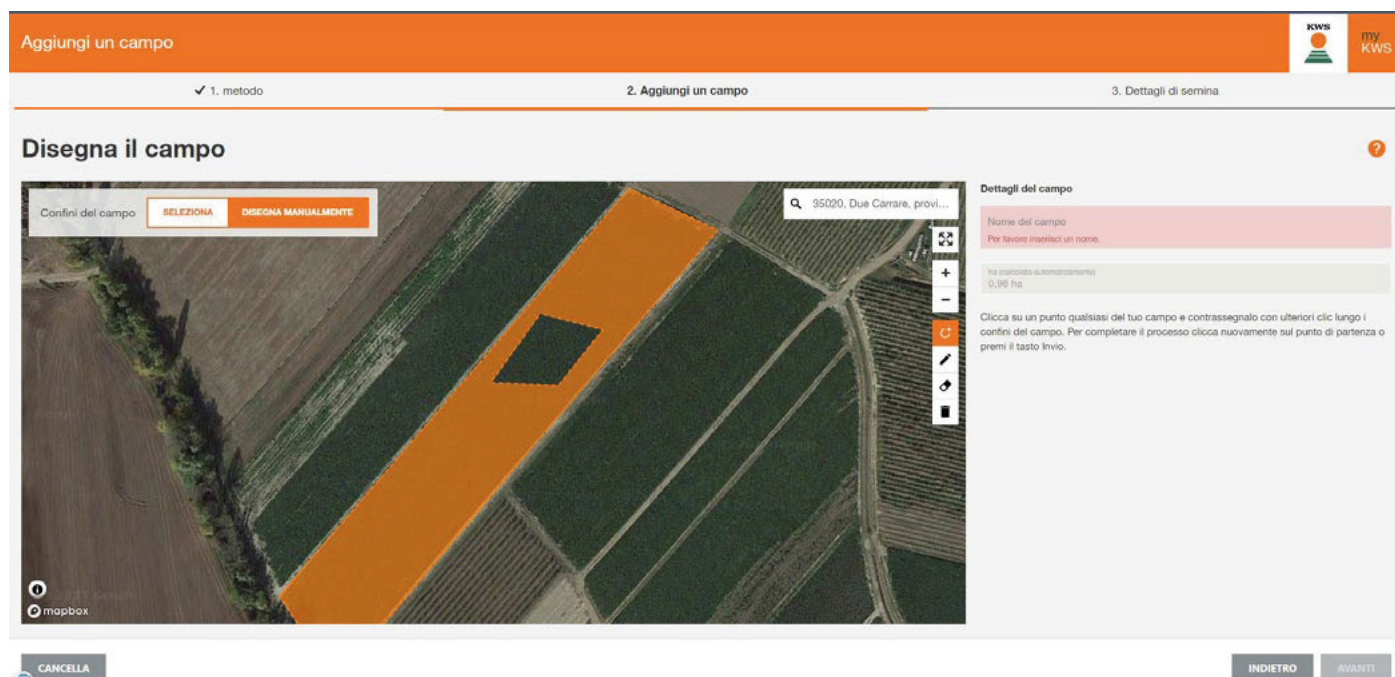 Aggiungi un campo
KWS
my
KWS
✓ 1. metodo
2. Aggiungi un campo
3. Dettagli di semina
Disegna il campo
?
Confini del campo
SELEZIONA
DISEGNA MANUALMENTE
35020, Due Carrare, provi...
Dettagli del campo
Nome del campo
Per favore inserisci un nome.
ha (calcolata automaticamente)
0,98 ha
Clicca su un punto qualsiasi del tuo campo e contrassegnalo con ulteriori clic lungo i
confini del campo. Per completare il processo clicca nuovamente sul punto di partenza o
premi il tasto Invio.
mapbox
CANCELLA
INDIETRO
AVANTI